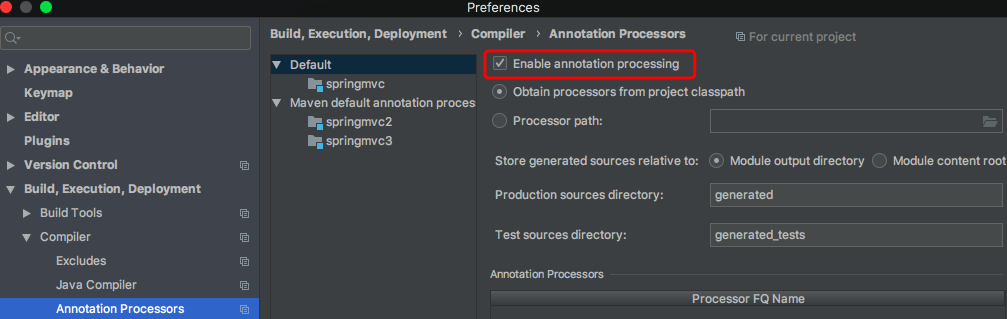 Preferences
Appearance & Behavior
Keymap
Editor
Plugins
Version Control
Build, Execution, Deployment
Build Tools
Compiler
Excludes
Java Compiler
Annotation Processors
Build, Execution, Deployment › Compiler › Annotation Processors For current project
Default
springmvc
Maven default annotation proces
springmvc2
springmvc3
Enable annotation processing
Obtain processors from project classpath
Processor path:
Store generated sources relative to: Module output directory Module content root
Production sources directory: generated
Test sources directory: generated_tests
Annotation Processors
Processor FQ Name